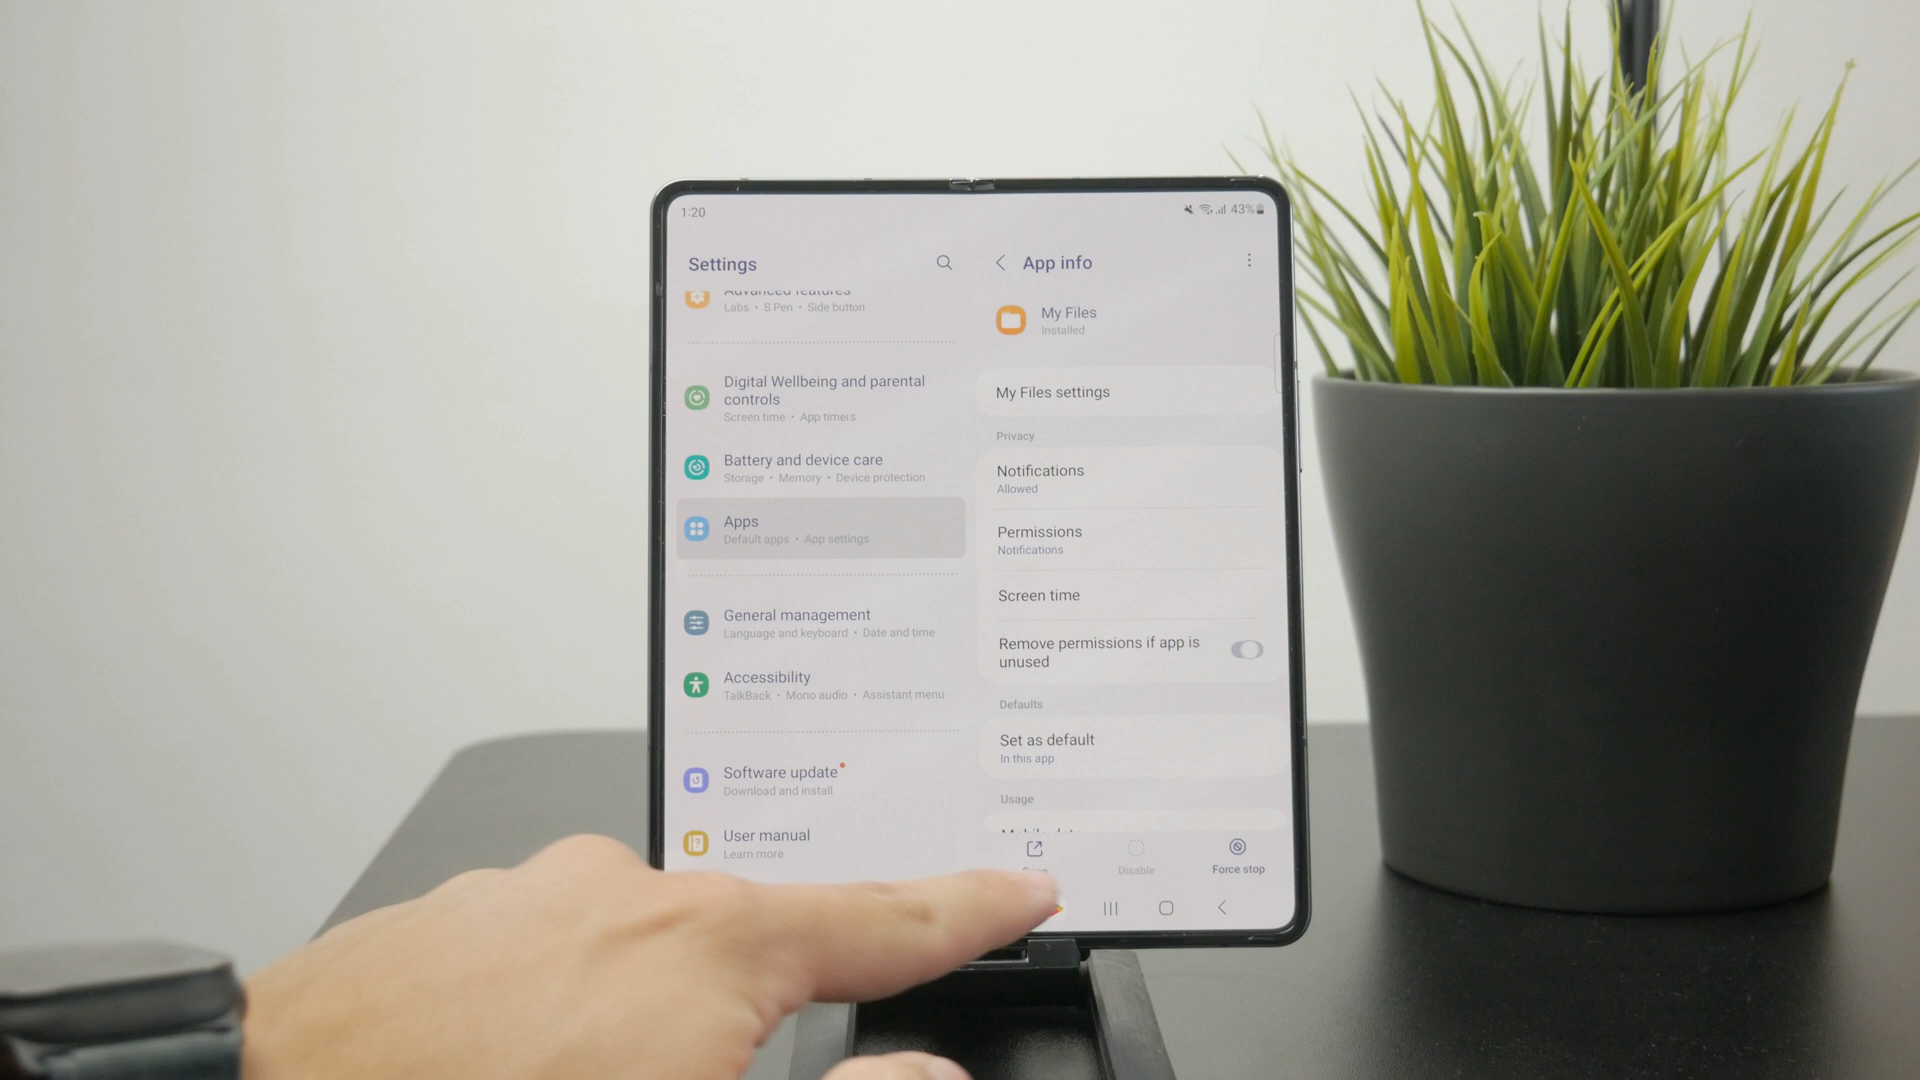 1:20
43%
Settings
Advanced features
Labs • S Pen • Side button
Digital Wellbeing and parental
controls
Screen time • App timers
Battery and device care
Storage • Memory • Device protection
Apps
Default apps • App settings
General management
Language and keyboard • Date and time
Accessibility
TalkBack • Mono audio • Assistant menu
Software update
Download and install
User manual
Learn more
App info
My Files
Installed
My Files settings
Privacy
Notifications
Allowed
Permissions
Notifications
Screen time
Remove permissions if app is
unused
Defaults
Set as default
In this app
Usage
Mobile data
Disable
Force stop